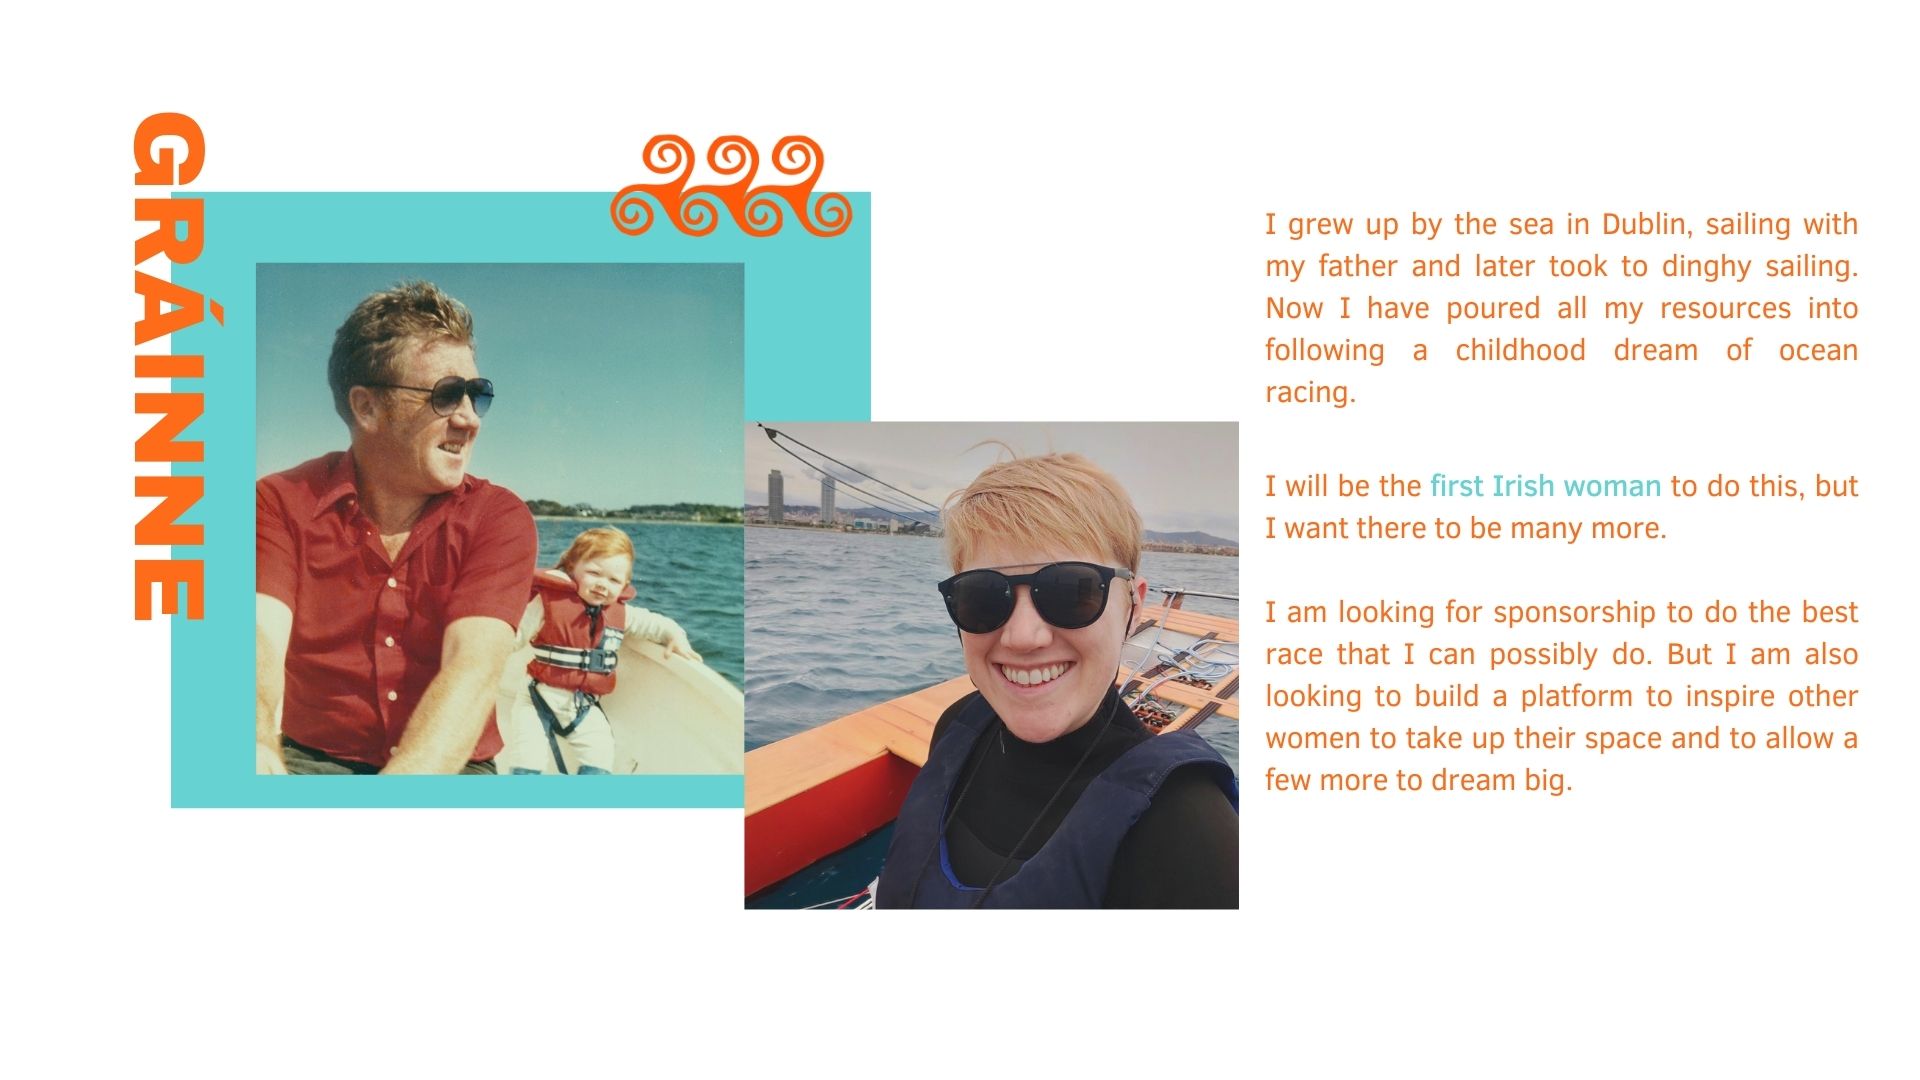 GRÁINNE
I grew up by the sea in Dublin, sailing with
my father and later took to dinghy sailing.
Now I have poured all my resources into
following a childhood dream of ocean
racing.
I will be the first Irish woman to do this, but
I want there to be many more.
I am looking for sponsorship to do the best
race that I can possibly do. But I am also
looking to build a platform to inspire other
women to take up their space and to allow a
few more to dream big.